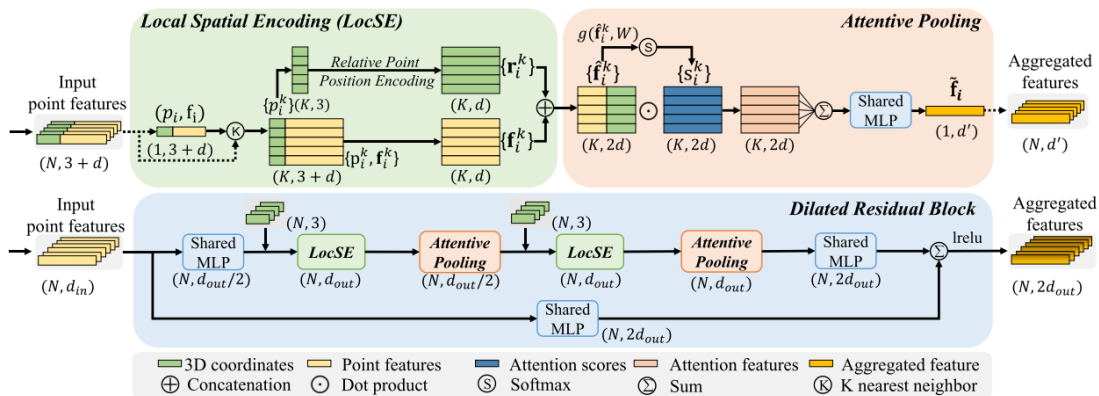 Local Spatial Encoding (LocSE)
Attentive Pooling
Input
point features
(N, 3 + d)
(p_i, f_i)
(1, 3 + d)
K
{p_i^k} (K, 3)
Relative Point
Position Encoding
(K, d)
{r_i^k}
(K, 3 + d)
{p_i^k, f_i^k}
(K, d)
{f_i^k}
g(f̂_i^k, W)
S
{f̂_i^k}
{s_i^k}
(K, 2d)
(K, 2d)
(K, 2d)
Σ
Shared
MLP
f̃_i
(1, d')
Aggregated
features
(N, d')
Input
point features
(N, d_in)
Dilated Residual Block
(N, 3)
(N, 3)
Shared
MLP
(N, d_out/2)
LocSE
(N, d_out)
Attentive
Pooling
(N, d_out/2)
LocSE
(N, d_out)
Attentive
Pooling
(N, d_out)
Shared
MLP
(N, 2d_out)
Σ
lrelu
Shared
MLP
(N, 2d_out)
Aggregated
features
(N, 2d_out)
3D coordinates Point features Attention scores Attention features Aggregated feature
Concatenation Dot product S Softmax Σ Sum K K nearest neighbor